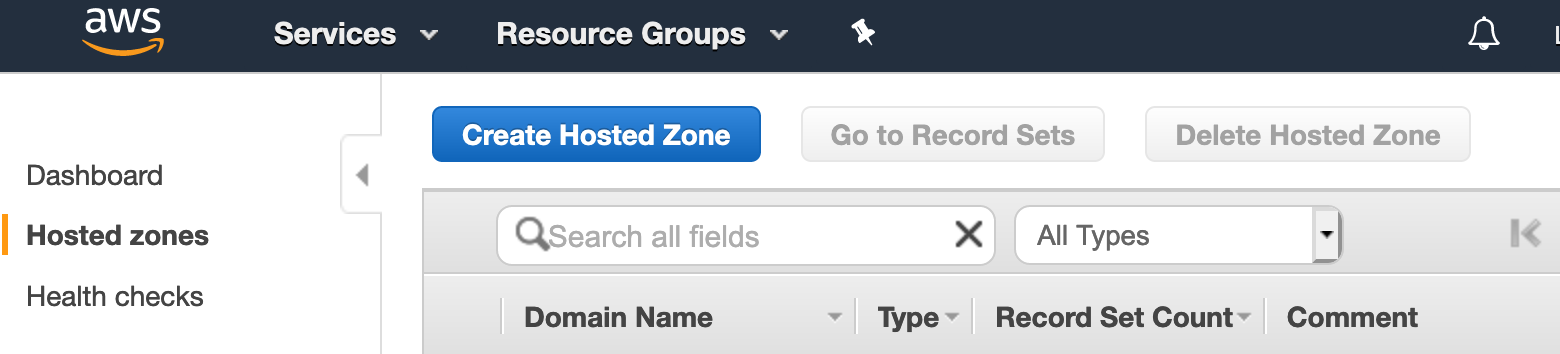 aws Services Resource Groups
Create Hosted Zone Go to Record Sets Delete Hosted Zone
Dashboard
Hosted zones
Health checks
Search all fields All Types
Domain Name Type Record Set Count Comment